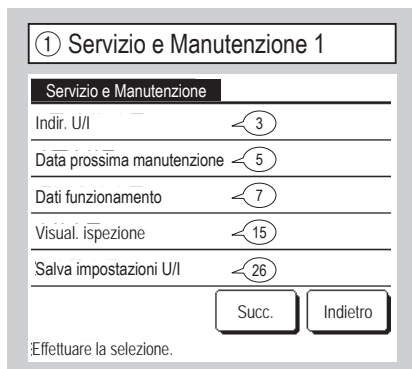 ① Servizio e Manutenzione 1
Servizio e Manutenzione
Indir. U/I 3
Data prossima manutenzione 5
Dati funzionamento 7
Visual. ispezione 15
Salva impostazioni U/I 26
Succ. Indietro
Effettuare la selezione.